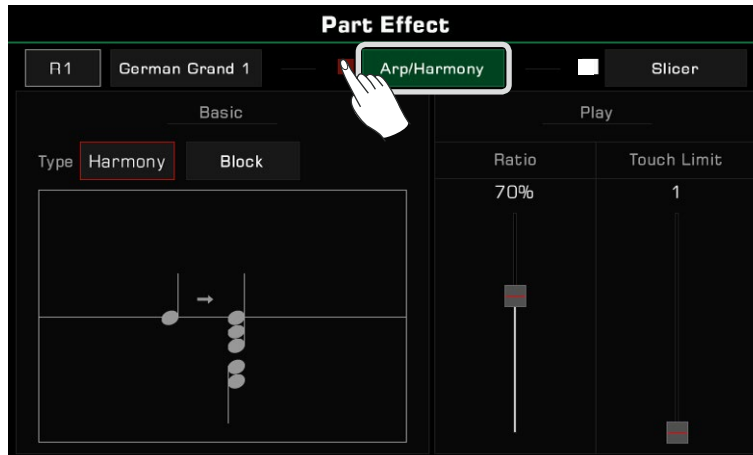 Part Effect
R1 German Grand 1 Arp/Harmony Slicer
Basic Play
Type Harmony Block Ratio Touch Limit
70% 1